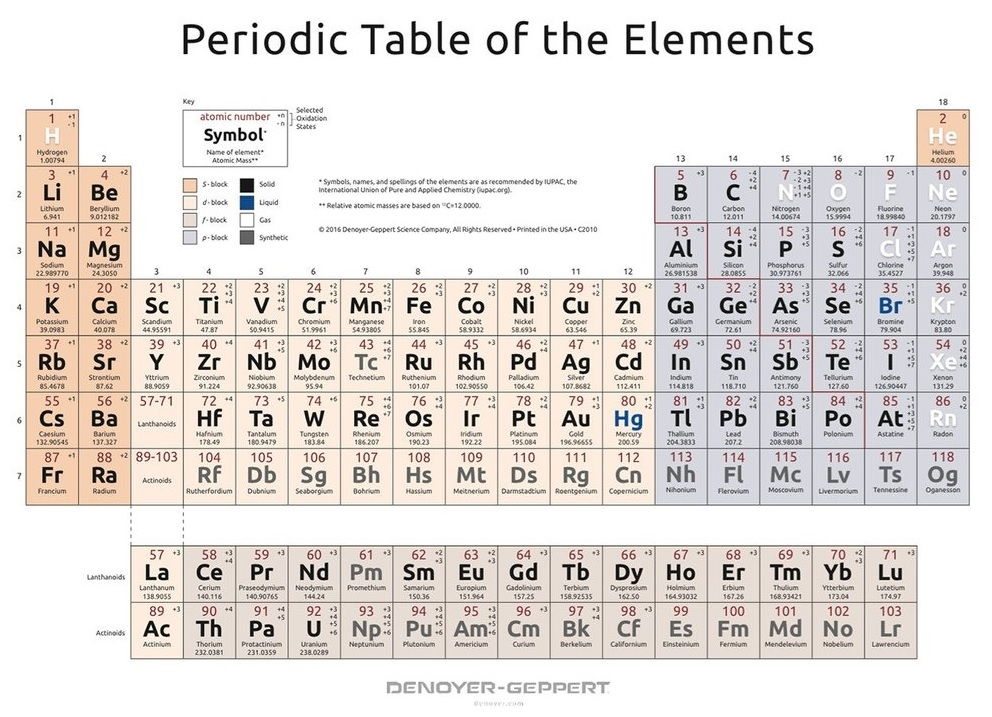 Periodic Table of the Elements
Key
atomic number +n
-n
Selected
Oxidation
States
Symbol*
Name of element*
Atomic Mass**
S - block
Solid
d - block
Liquid
f - block
Gas
p - block
Synthetic
* Symbols, names, and spellings of the elements are as recommended by IUPAC, the
International Union of Pure and Applied Chemistry (iupac.org).
** Relative atomic masses are based on ¹²C=12.0000.
© 2016 Denoyer-Geppert Science Company, All Rights Reserved • Printed in the USA • C2010
1 18
1 2
1 H He
Hydrogen Helium
1.00794 4.00260
2 13 14 15 16 17
3 4 5 6 7 8 9 10
2 Li Be B C N O F Ne
Lithium Beryllium Boron Carbon Nitrogen Oxygen Fluorine Neon
6.941 9.012182 10.811 12.011 14.00674 15.9994 18.99840 20.1797
11 12 13 14 15 16 17 18
3 Na Mg Al Si P S Cl Ar
Sodium Magnesium Aluminium Silicon Phosphorus Sulfur Chlorine Argon
22.989770 24.3050 26.981538 28.0855 30.973761 32.066 35.4527 39.948
3 4 5 6 7 8 9 10 11 12
19 20 21 22 23 24 25 26 27 28 29 30 31 32 33 34 35 36
4 K Ca Sc Ti V Cr Mn Fe Co Ni Cu Zn Ga Ge As Se Br Kr
Potassium Calcium Scandium Titanium Vanadium Chromium Manganese Iron Cobalt Nickel Copper Zinc Gallium Germanium Arsenic Selenium Bromine Krypton
39.0983 40.078 44.95591 47.87 50.9415 51.9961 54.93805 55.845 58.9332 58.6934 63.546 65.39 69.723 72.61 74.92160 78.96 79.904 83.80
37 38 39 40 41 42 43 44 45 46 47 48 49 50 51 52 53 54
5 Rb Sr Y Zr Nb Mo Tc Ru Rh Pd Ag Cd In Sn Sb Te I Xe
Rubidium Strontium Yttrium Zirconium Niobium Molybdenum Technetium Ruthenium Rhodium Palladium Silver Cadmium Indium Tin Antimony Tellurium Iodine Xenon
85.4678 87.62 88.9059 91.224 92.90638 95.94 101.07 102.90550 106.42 107.8682 112.411 114.818 118.710 121.760 127.60 126.90447 131.29
55 56 57-71 72 73 74 75 76 77 78 79 80 81 82 83 84 85 86
6 Cs Ba Lanthanoids Hf Ta W Re Os Ir Pt Au Hg Tl Pb Bi Po At Rn
Caesium Barium Hafnium Tantalum Tungsten Rhenium Osmium Iridium Platinum Gold Mercury Thallium Lead Bismuth Polonium Astatine Radon
132.90545 137.327 178.49 180.9479 183.84 186.207 190.23 192.22 195.084 196.96655 200.59 204.3833 207.2 208.98038
87 88 89-103 104 105 106 107 108 109 110 111 112 113 114 115 116 117 118
7 Fr Ra Actinoids Rf Db Sg Bh Hs Mt Ds Rg Cn Nh Fl Mc Lv Ts Og
Francium Radium Rutherfordium Dubnium Seaborgium Bohrium Hassium Meitnerium Darmstadtium Roentgenium Copernicium Nihonium Flerovium Moscovium Livermorium Tennessine Oganesson
57 58 59 60 61 62 63 64 65 66 67 68 69 70 71
Lanthanoids La Ce Pr Nd Pm Sm Eu Gd Tb Dy Ho Er Tm Yb Lu
Lanthanum Cerium Praseodymium Neodymium Promethium Samarium Europium Gadolinium Terbium Dysprosium Holmium Erbium Thulium Ytterbium Lutetium
138.9055 140.116 140.90765 144.24 150.36 151.964 157.25 158.92535 162.50 164.93032 167.26 168.93421 173.04 174.97
89 90 91 92 93 94 95 96 97 98 99 100 101 102 103
Actinoids Ac Th Pa U Np Pu Am Cm Bk Cf Es Fm Md No Lr
Actinium Thorium Protactinium Uranium Neptunium Plutonium Americium Curium Berkelium Californium Einsteinium Fermium Mendelevium Nobelium Lawrencium
232.0381 231.0359 238.0289
DENOYER-GEPPERT
denoyer.com